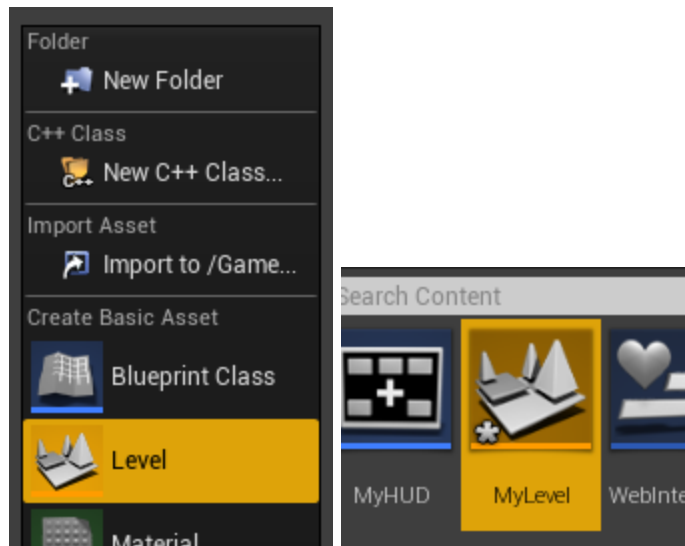 Folder
New Folder
C++ Class
C++
New C++ Class...
Import Asset
Import to /Game...
Create Basic Asset
Blueprint Class
Level
Material
Search Content
MyHUD
MyLevel
WebInte